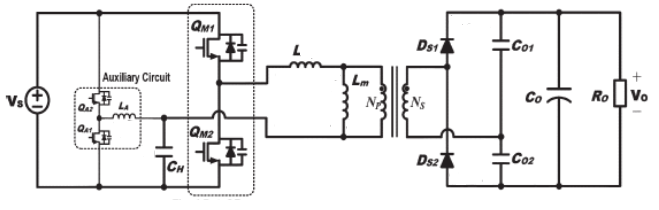 Q_M1
Auxiliary Circuit
L
L_m
D_S1
C_O1
V_S
Q_A2
L_A
N_P
N_S
C_O
R_O
+
V_O
−
Q_A1
Q_M2
C_H
D_S2
C_O2